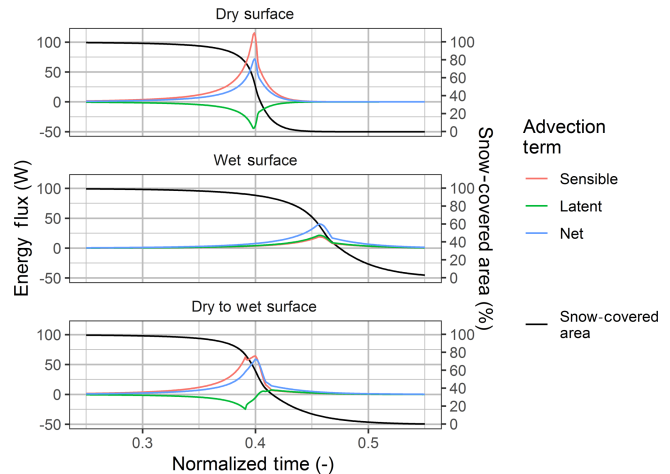 Dry surface
100
50
0
-50
100
80
60
40
20
0
Wet surface
100
50
0
-50
100
80
60
40
20
0
Dry to wet surface
100
50
0
-50
100
80
60
40
20
0
0.3
0.4
0.5
Normalized time (-)
Energy flux (W)
Snow-covered area (%)
Advection
term
Sensible
Latent
Net
Snow-covered
area